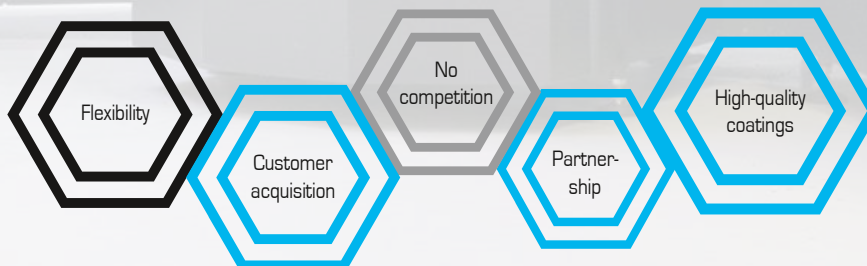 Flexibility
Customer
acquisition
No
competition
Partner-
ship
High-quality
coatings